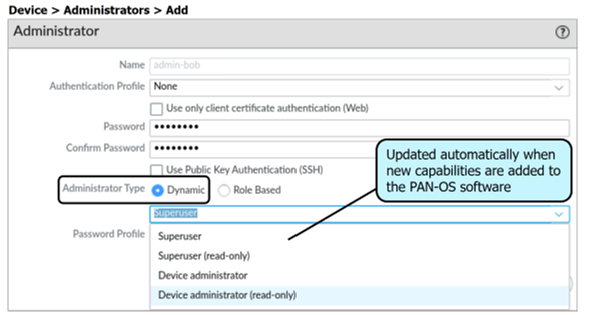 Device > Administrators > Add
Administrator
Name admin-bob
Authentication Profile None
Use only client certificate authentication (Web)
Password ••••••••
Confirm Password ••••••••
Use Public Key Authentication (SSH)
Administrator Type Dynamic Role Based
Superuser
Password Profile
Superuser
Superuser (read-only)
Device administrator
Device administrator (read-only)
Updated automatically when
new capabilities are added to
the PAN-OS software